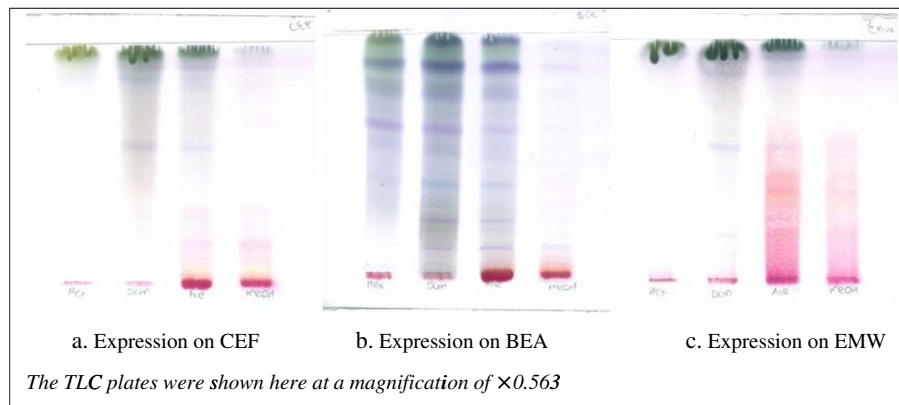 CEF
BEA
Emw
Hex Dcm Ace meOH
Hex Dcm Ace meOH
Hex Dcm Ace meOH
a. Expression on CEF
b. Expression on BEA
c. Expression on EMW
The TLC plates were shown here at a magnification of ×0.563